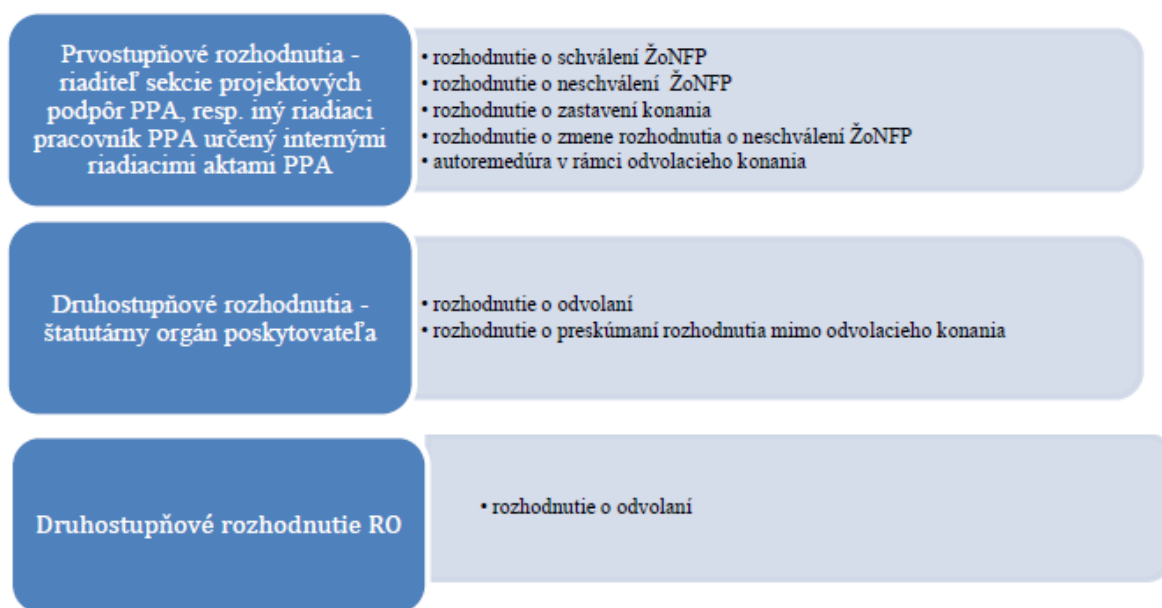 Prvostupňové rozhodnutia -
riaditeľ sekcie projektových
podpôr PPA, resp. iný riadiaci
pracovník PPA určený internými
riadiacimi aktami PPA
• rozhodnutie o schválení ŽoNFP
• rozhodnutie o neschválení ŽoNFP
• rozhodnutie o zastavení konania
• rozhodnutie o zmene rozhodnutia o neschválení ŽoNFP
• autoremedúra v rámci odvolacieho konania
Druhostupňové rozhodnutia -
štatutárny orgán poskytovateľa
• rozhodnutie o odvolaní
• rozhodnutie o preskúmaní rozhodnutia mimo odvolacieho konania
Druhostupňové rozhodnutie RO
• rozhodnutie o odvolaní